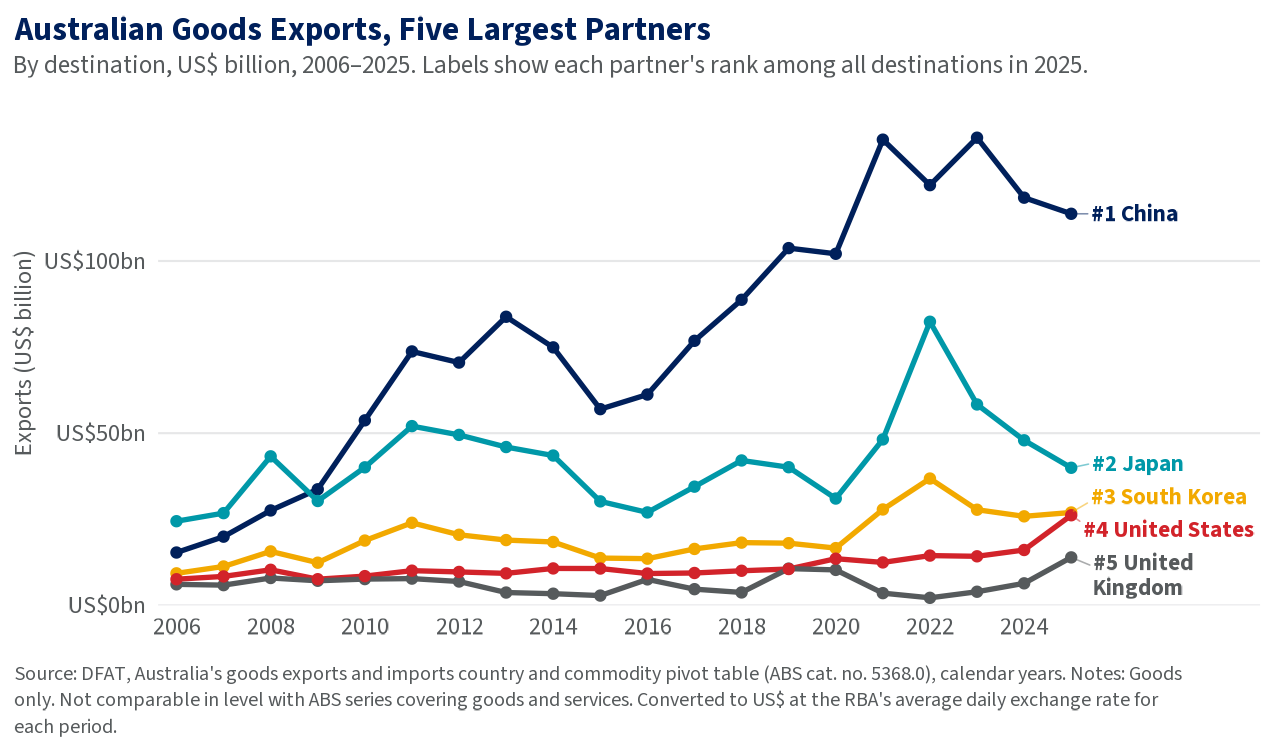 Australian Goods Exports, Five Largest Partners
By destination, US$ billion, 2006–2025. Labels show each partner's rank among all destinations in 2025.
Exports (US$ billion)
US$100bn
US$50bn
US$0bn
#1 China
#2 Japan
#3 South Korea
#4 United States
#5 United
Kingdom
2006 2008 2010 2012 2014 2016 2018 2020 2022 2024
Source: DFAT, Australia's goods exports and imports country and commodity pivot table (ABS cat. no. 5368.0), calendar years. Notes: Goods
only. Not comparable in level with ABS series covering goods and services. Converted to US$ at the RBA's average daily exchange rate for
each period.